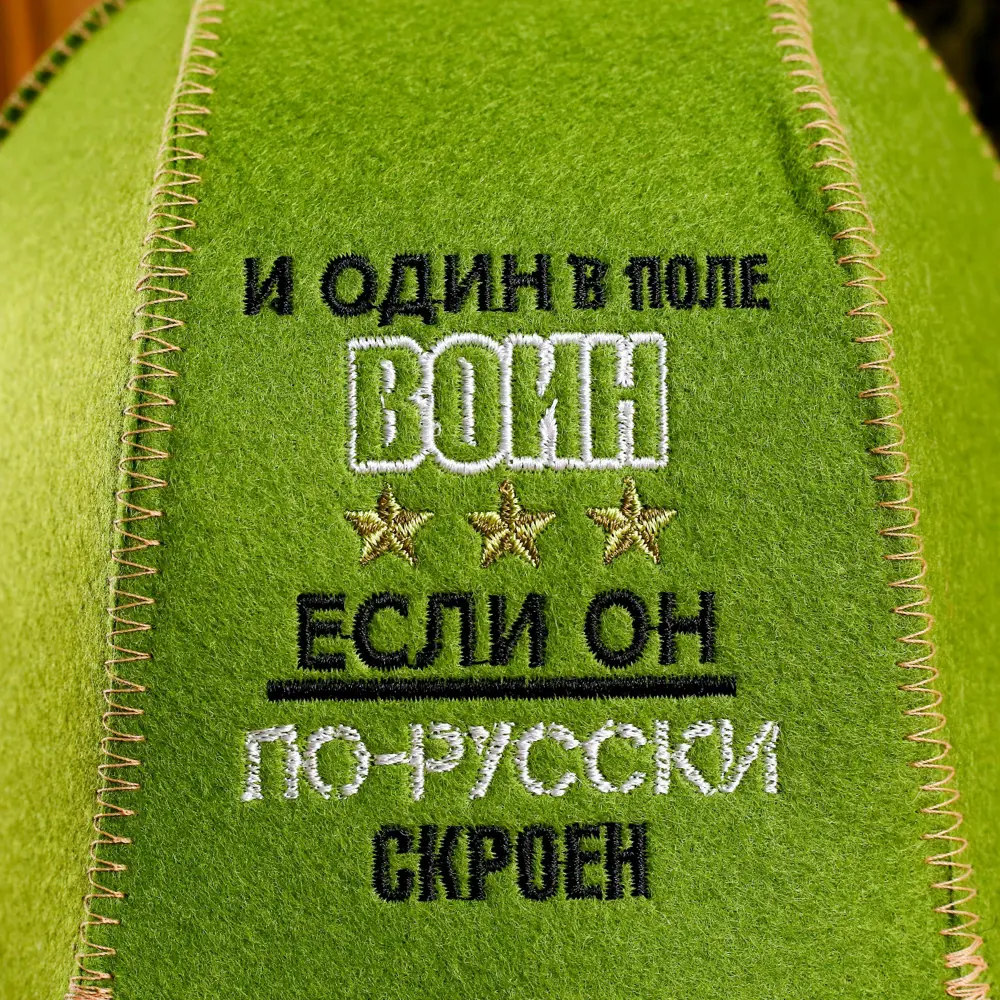 И ОДИН В ПОЛЕ
ВОИН
ЕСЛИ ОН
ПО-РУССКИ
СКРОЕН